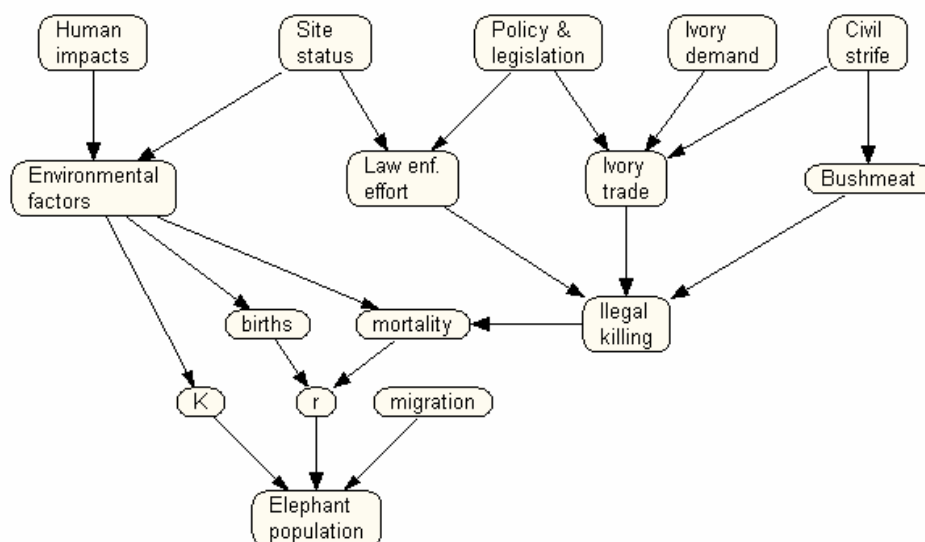 Human
impacts
Site
status
Policy &
legislation
Ivory
demand
Civil
strife
Environmental
factors
Law enf.
effort
Ivory
trade
Bushmeat
births
mortality
Ilegal
killing
K
r
migration
Elephant
population